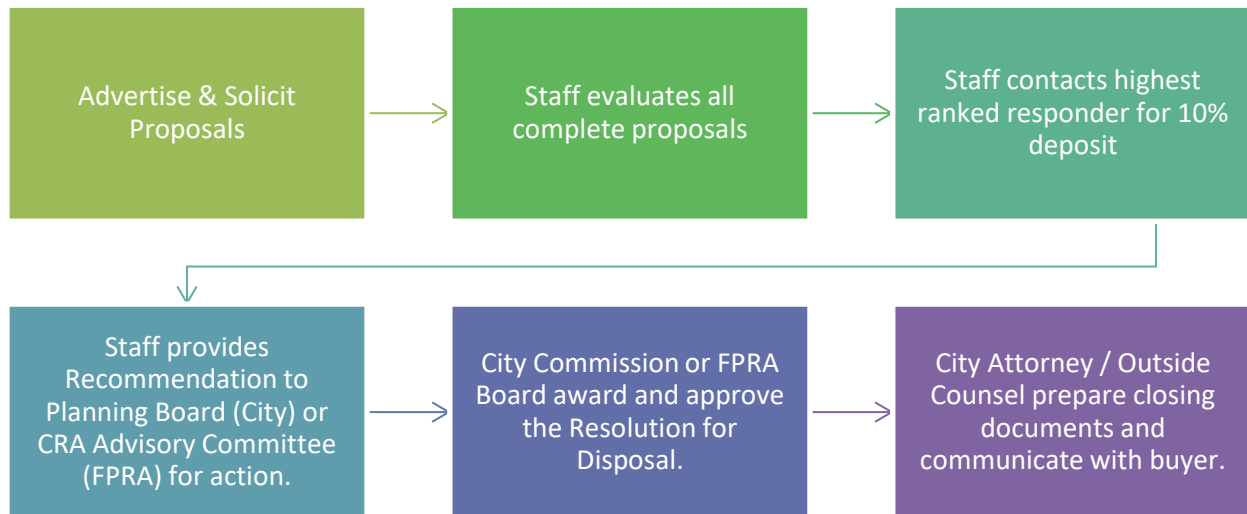 Advertise & Solicit
Proposals
Staff evaluates all
complete proposals
Staff contacts highest
ranked responder for 10%
deposit
Staff provides
Recommendation to
Planning Board (City) or
CRA Advisory Committee
(FPRA) for action.
City Commission or FPRA
Board award and approve
the Resolution for
Disposal.
City Attorney / Outside
Counsel prepare closing
documents and
communicate with buyer.